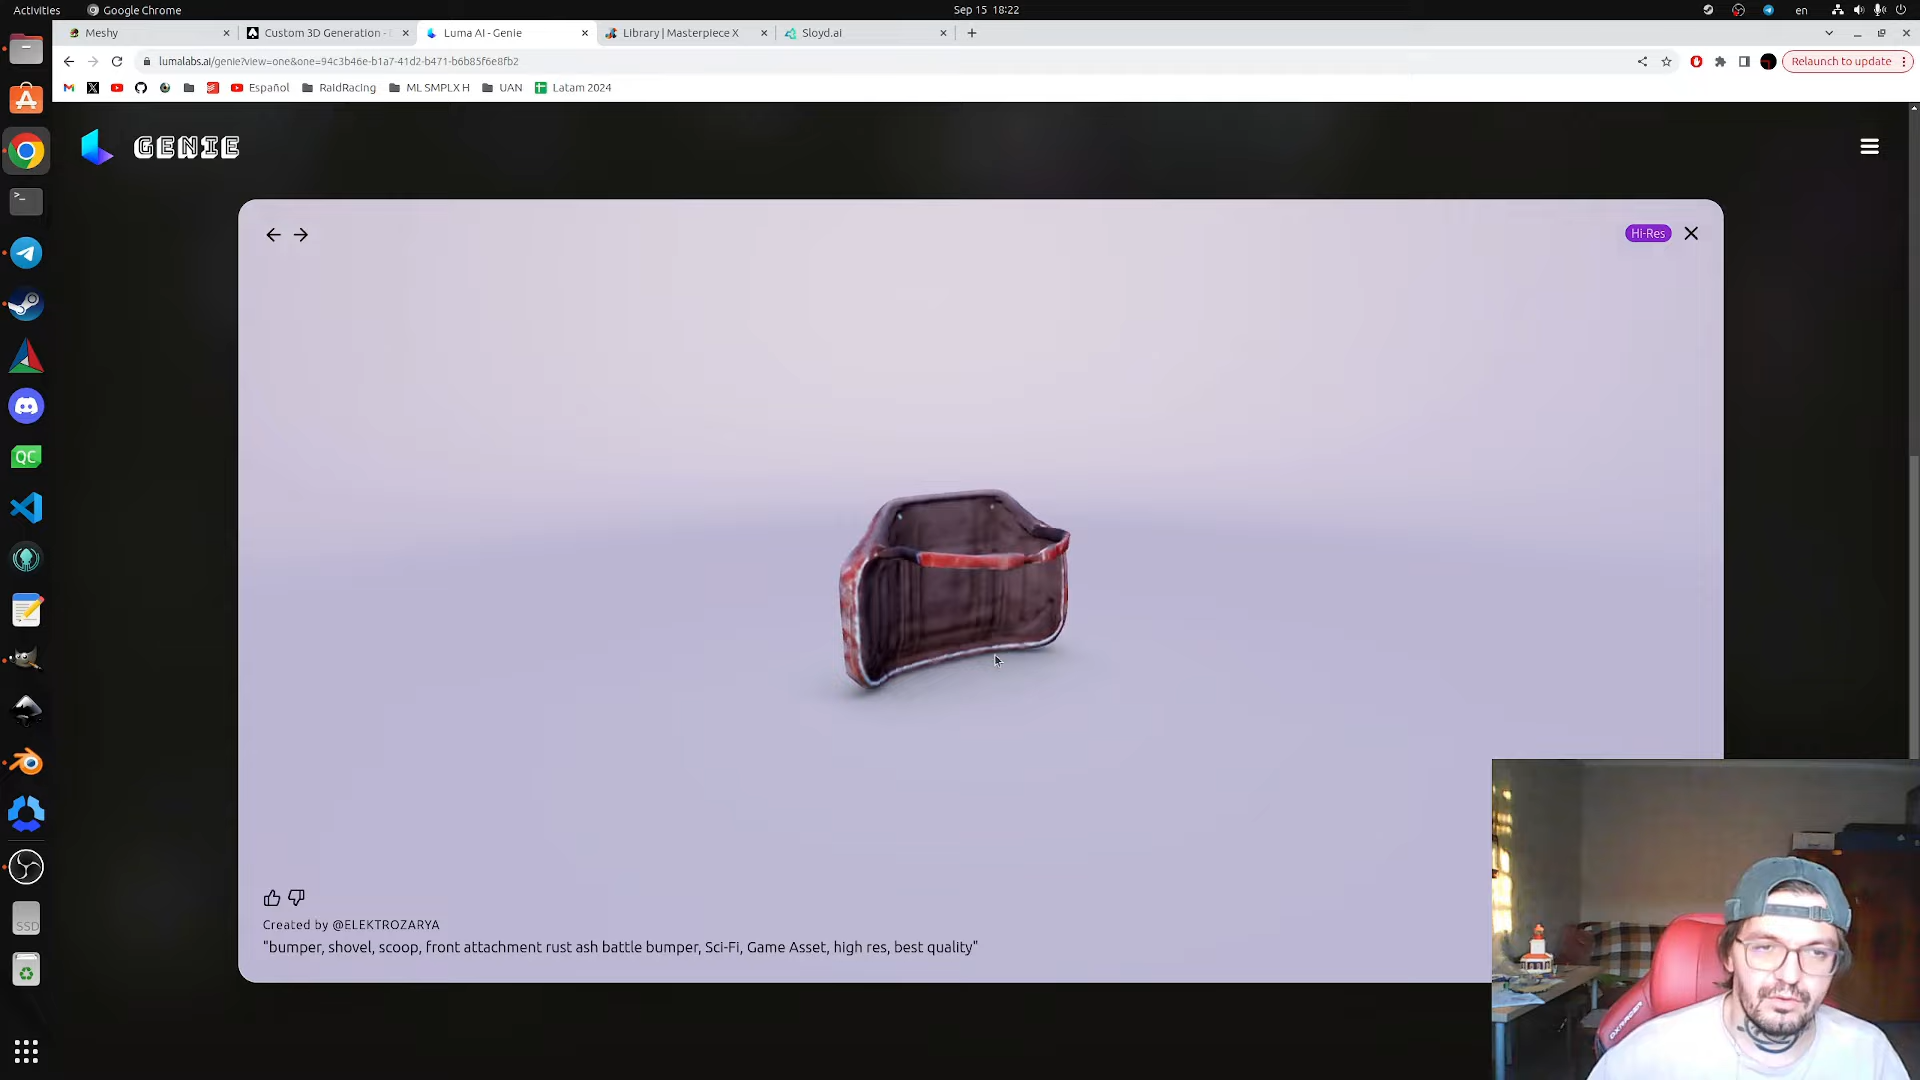 Activities
Google Chrome
Sep 15 18:22
en
Meshy
Custom 3D Generation -
Luma AI - Genie
Library | Masterpiece X
Sloyd.ai
lumalabs.ai/genie?view=one&one=94c3b46e-b1a7-41d2-b471-b6b85f6e8fb2
Relaunch to update
Español
RaidRacing
ML SMPLX H
UAN
Latam 2024
GENIE
Hi-Res
QC
SSD
Created by @ELEKTROZARYA
"bumper, shovel, scoop, front attachment rust ash battle bumper, Sci-Fi, Game Asset, high res, best quality"
DXRACER